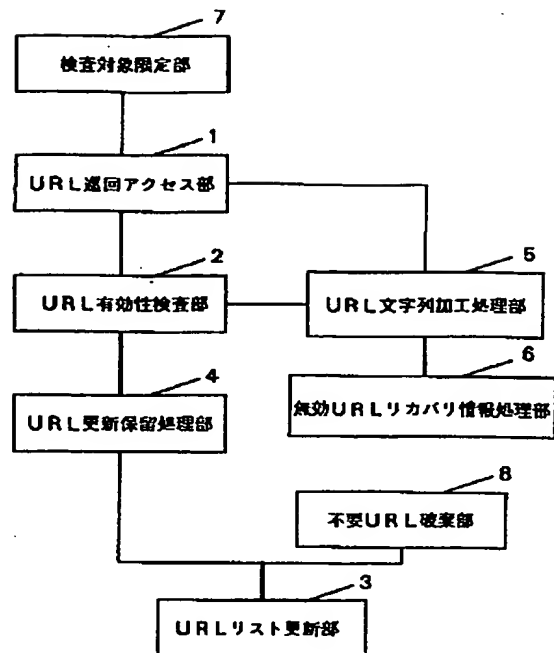 7
検査対象限定部
1
URL巡回アクセス部
2
URL有効性検査部
5
URL文字列加工処理部
4
URL更新保留処理部
6
無効URLリカバリ情報処理部
8
不要URL破棄部
3
URLリスト更新部